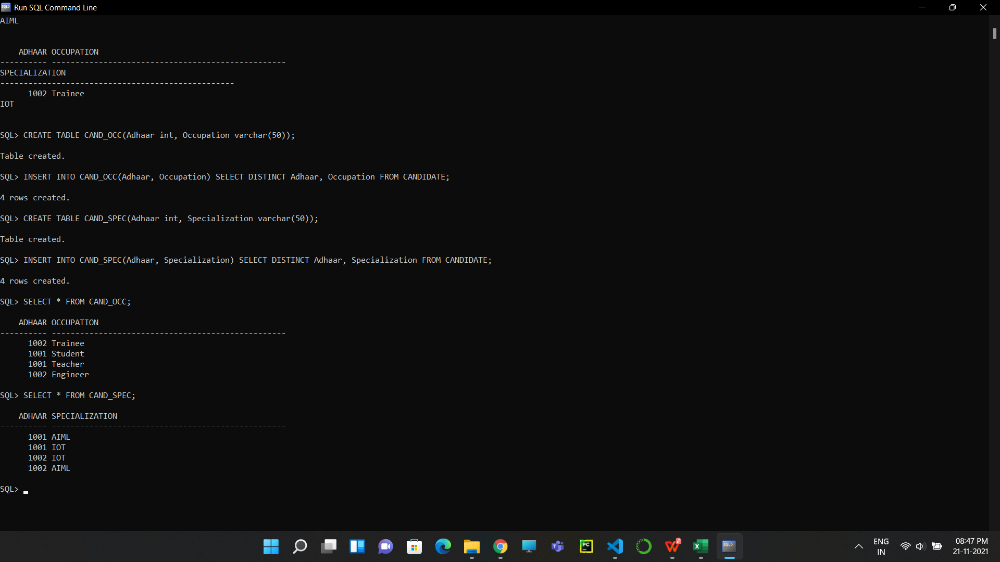 Run SQL Command Line
AIML
    ADHAAR OCCUPATION
---------- --------------------------------------------------
SPECIALIZATION
--------------------------------------------------
      1002 Trainee
IOT
SQL> CREATE TABLE CAND_OCC(Adhaar int, Occupation varchar(50));
Table created.
SQL> INSERT INTO CAND_OCC(Adhaar, Occupation) SELECT DISTINCT Adhaar, Occupation FROM CANDIDATE;
4 rows created.
SQL> CREATE TABLE CAND_SPEC(Adhaar int, Specialization varchar(50));
Table created.
SQL> INSERT INTO CAND_SPEC(Adhaar, Specialization) SELECT DISTINCT Adhaar, Specialization FROM CANDIDATE;
4 rows created.
SQL> SELECT * FROM CAND_OCC;
    ADHAAR OCCUPATION
---------- --------------------------------------------------
      1002 Trainee
      1001 Student
      1001 Teacher
      1002 Engineer
SQL> SELECT * FROM CAND_SPEC;
    ADHAAR SPECIALIZATION
---------- --------------------------------------------------
      1001 AIML
      1001 IOT
      1002 IOT
      1002 AIML
SQL>
PC
ENG
IN
08:47 PM
21-11-2021